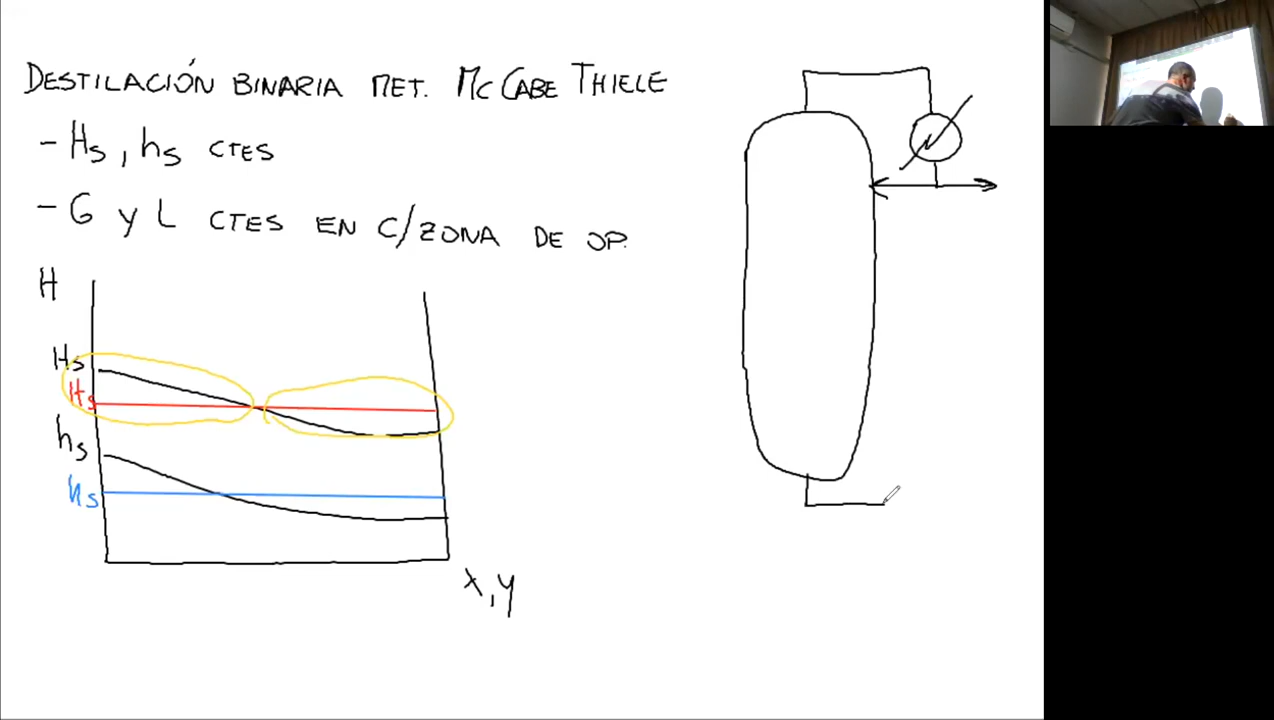 DESTILACIÓN BINARIA MET. Mc CABE THIELE
- Hs, hs CTES
- G y L CTES EN C/ZONA DE OP.
H
Hs
Hs
hs
hs
X, Y